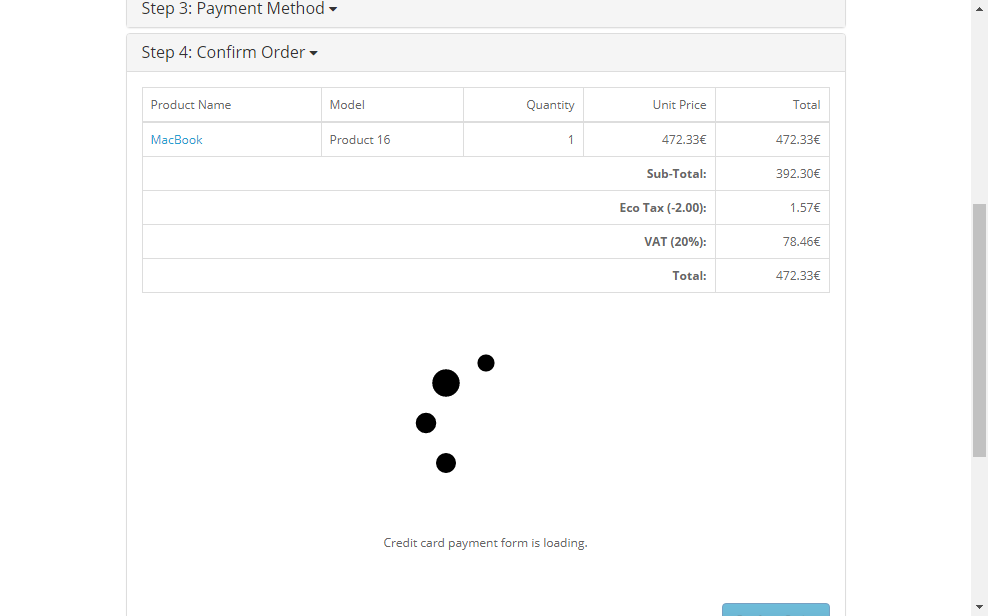 Step 3: Payment Method
Step 4: Confirm Order
Product Name Model Quantity Unit Price Total
MacBook Product 16 1 472.33€ 472.33€
Sub-Total: 392.30€
Eco Tax (-2.00): 1.57€
VAT (20%): 78.46€
Total: 472.33€
Credit card payment form is loading.